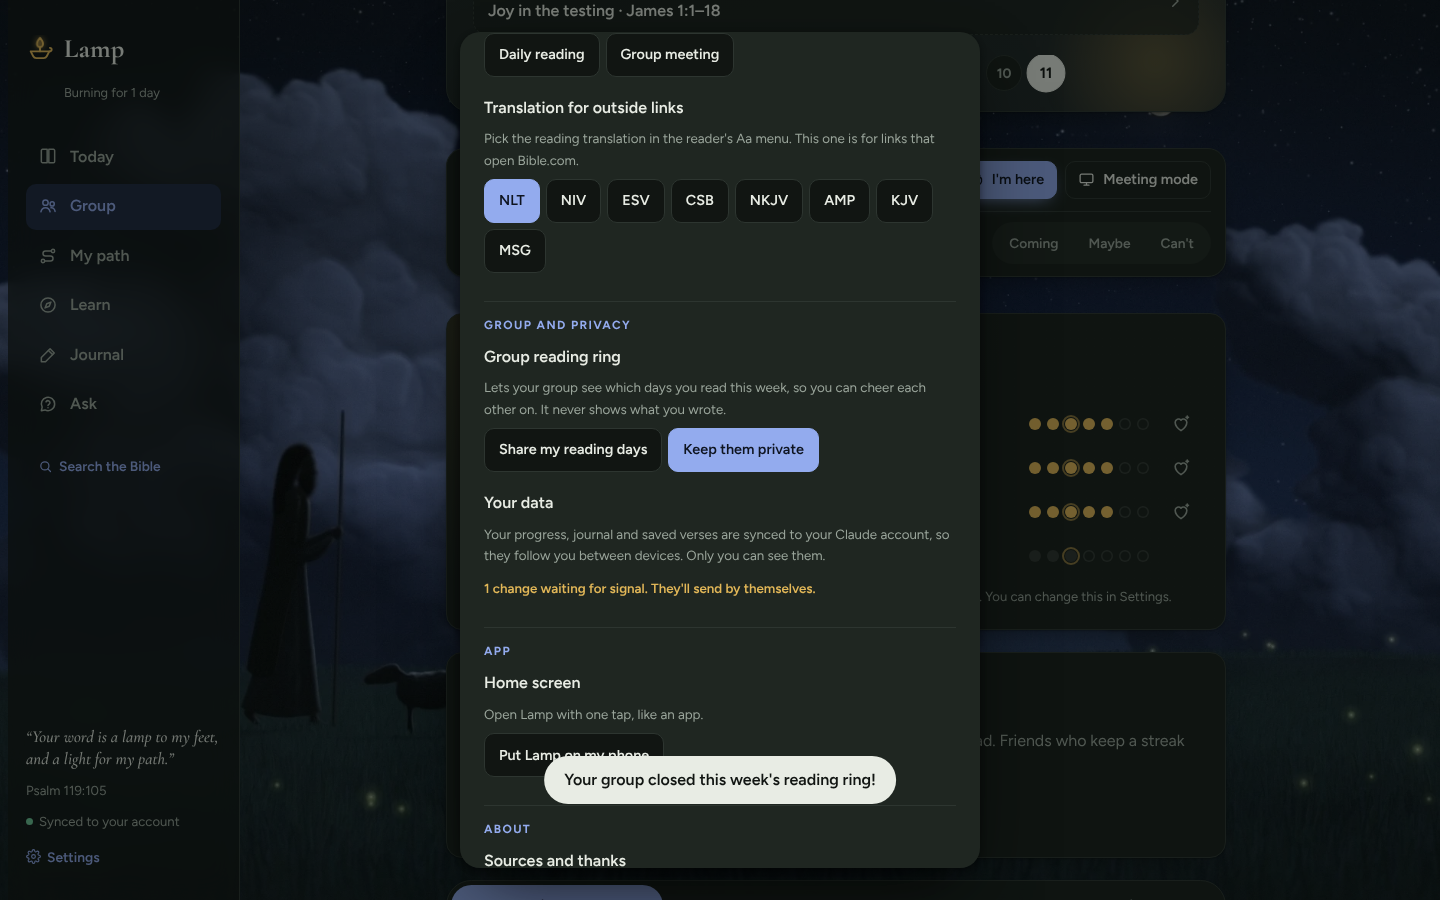 Lamp
Burning for 1 day
Today
Group
My path
Learn
Journal
Ask
Search the Bible
“Your word is a lamp to my feet,
and a light for my path.”
Psalm 119:105
Synced to your account
Settings
Joy in the testing · James 1:1–18
10
11
I'm here
Meeting mode
Coming
Maybe
Can't
. You can change this in Settings.
nd. Friends who keep a streak
Daily reading
Group meeting
Translation for outside links
Pick the reading translation in the reader's Aa menu. This one is for links that
open Bible.com.
NLT
NIV
ESV
CSB
NKJV
AMP
KJV
MSG
GROUP AND PRIVACY
Group reading ring
Lets your group see which days you read this week, so you can cheer each
other on. It never shows what you wrote.
Share my reading days
Keep them private
Your data
Your progress, journal and saved verses are synced to your Claude account, so
they follow you between devices. Only you can see them.
1 change waiting for signal. They'll send by themselves.
APP
Home screen
Open Lamp with one tap, like an app.
Put Lamp on my phone
Your group closed this week's reading ring!
ABOUT
Sources and thanks